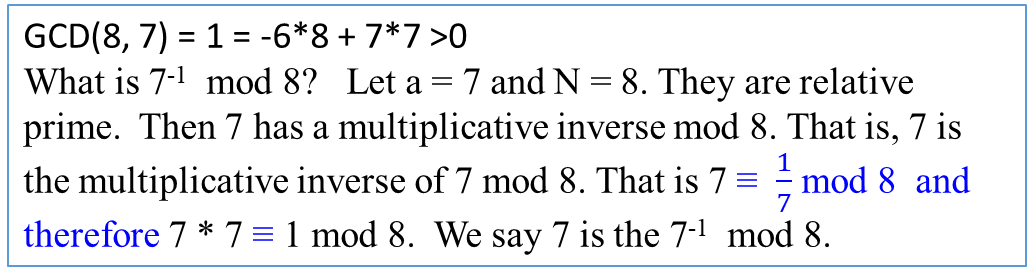 GCD(8, 7) = 1 = -6*8 + 7*7 >0
What is 7⁻¹ mod 8? Let a = 7 and N = 8. They are relative
prime. Then 7 has a multiplicative inverse mod 8. That is, 7 is
the multiplicative inverse of 7 mod 8. That is 7 ≡ 1/7 mod 8 and
therefore 7 * 7 ≡ 1 mod 8. We say 7 is the 7⁻¹ mod 8.